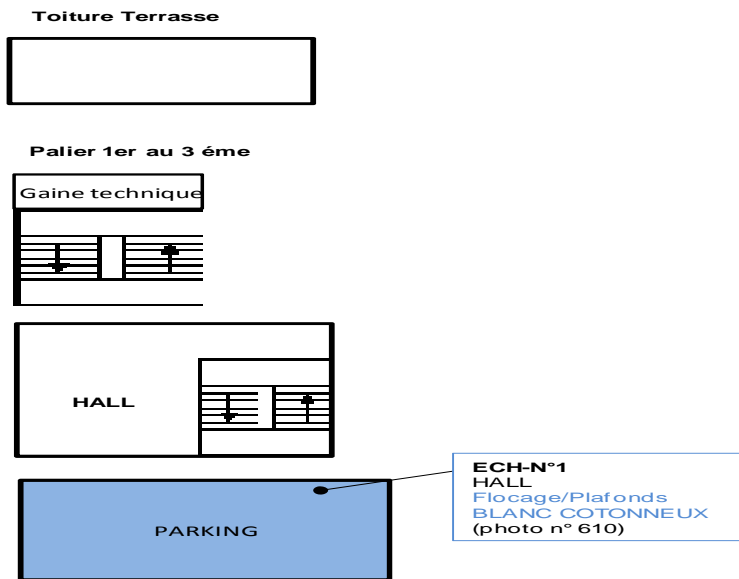 Toiture Terrasse
Palier 1er au 3 éme
Gaine technique
HALL
PARKING
ECH-N°1
HALL
Flocage/Plafonds
BLANC COTONNEUX
(photo n° 610)